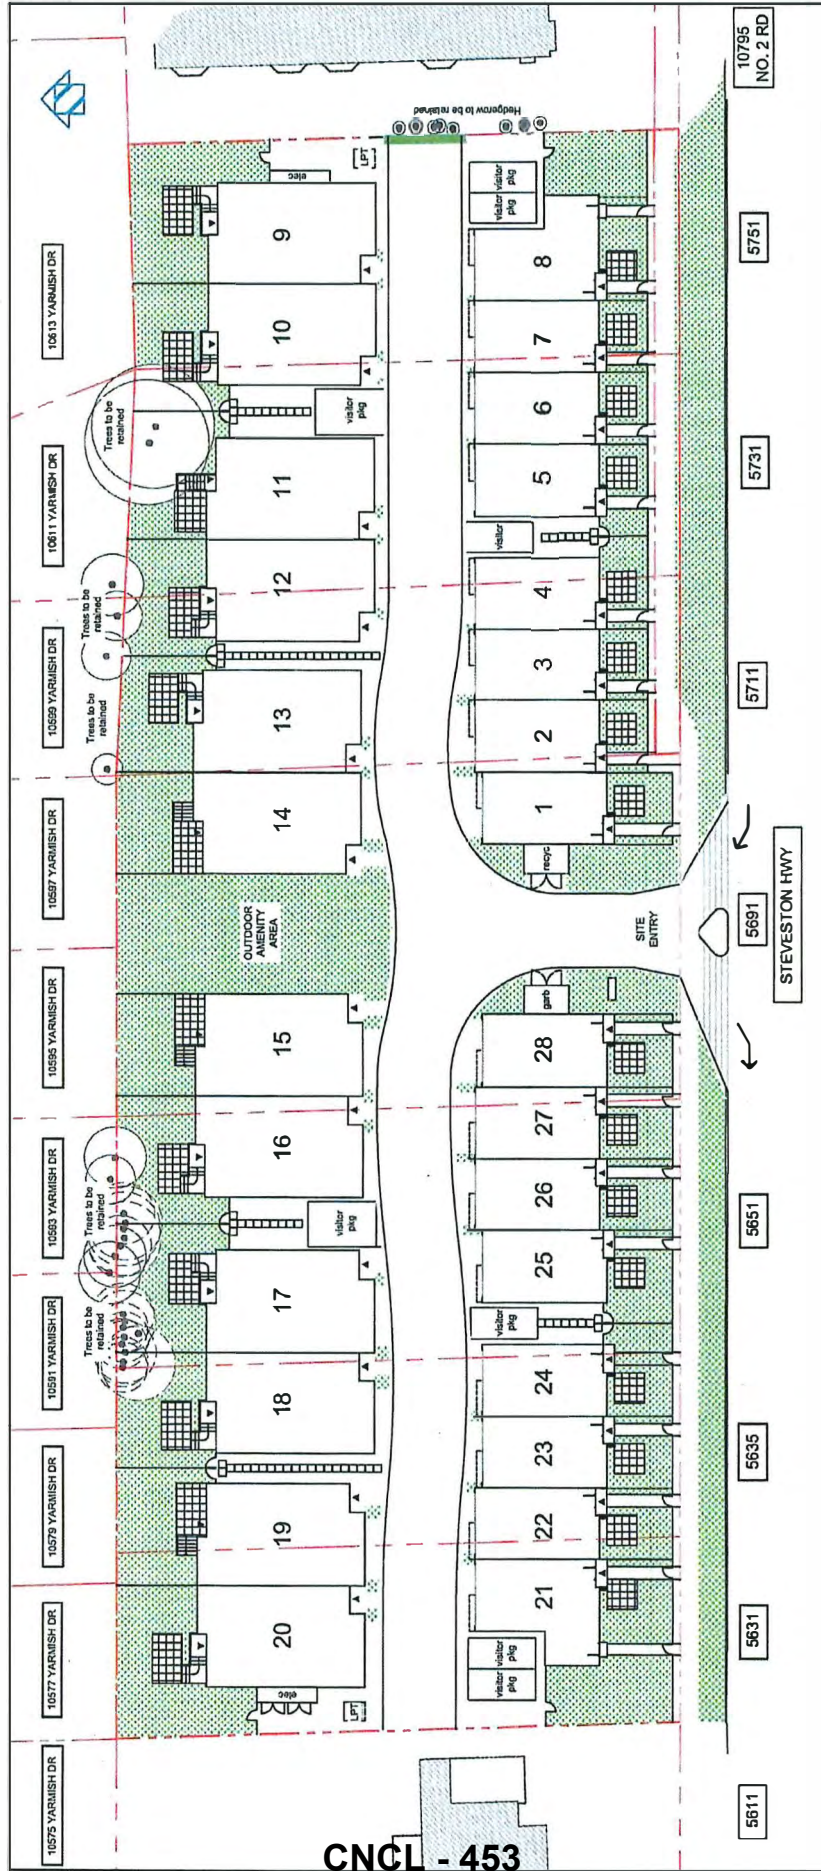 10575 YARMISH DR
10577 YARMISH DR
10579 YARMISH DR
10591 YARMISH DR
10593 YARMISH DR
10595 YARMISH DR
10597 YARMISH DR
10599 YARMISH DR
10611 YARMISH DR
10613 YARMISH DR
Trees to be
retained
Trees to be
retained
Trees to be
retained
Trees to be
retained
Trees to be
retained
20
19
18
17
16
15
OUTDOOR
AMENITY
AREA
14
13
12
11
10
9
elec
LPT
visitor
pkg
visitor
pkg
elec
LPT
Hedgerow to be retained
visitor
pkg
visitor
pkg
21
22
23
24
visitor
pkg
25
26
27
28
garb
SITE
ENTRY
recyc
1
2
3
4
visitor
5
6
7
8
visitor
pkg
visitor
pkg
5611
5631
5635
5651
5691
5711
5731
5751
10795
NO. 2 RD
STEVESTON HWY
CNCL - 453